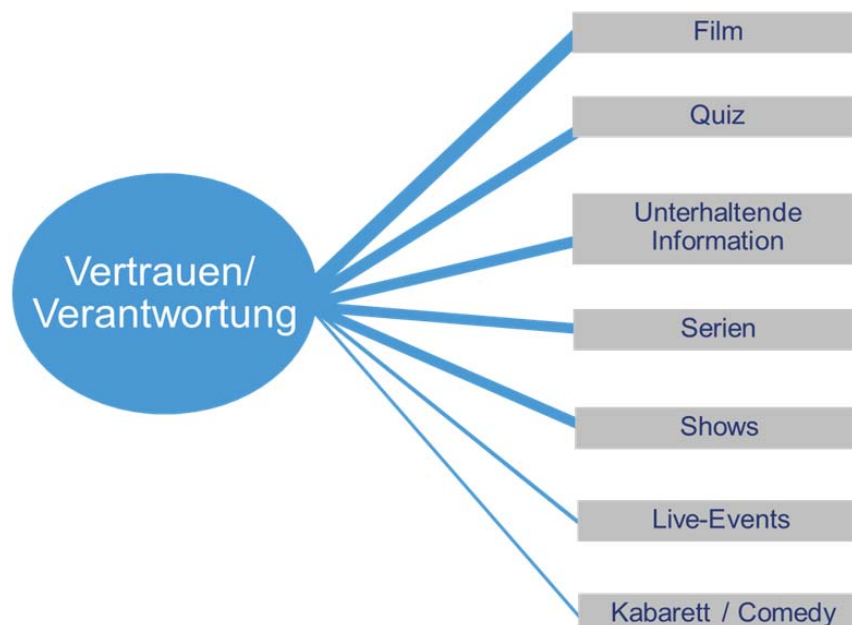 Film
Quiz
Unterhaltende
Information
Vertrauen/
Verantwortung
Serien
Shows
Live-Events
Kabarett / Comedy